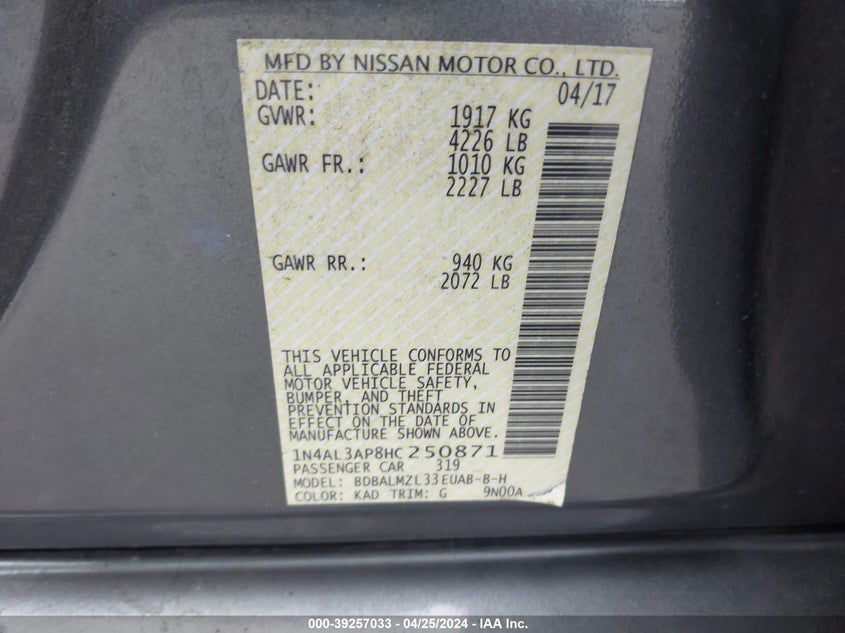 MFD BY NISSAN MOTOR CO., LTD.
DATE: 04/17
GVWR: 1917 KG
4226 LB
GAWR FR.: 1010 KG
2227 LB
GAWR RR.: 940 KG
2072 LB
THIS VEHICLE CONFORMS TO
ALL APPLICABLE FEDERAL
MOTOR VEHICLE SAFETY,
BUMPER, AND THEFT
PREVENTION STANDARDS IN
EFFECT ON THE DATE OF
MANUFACTURE SHOWN ABOVE.
1N4AL3AP8HC250871
PASSENGER CAR 319
MODEL: BDBALMZL33EUAB-B-H
COLOR: KAD TRIM: G 9N00A
000-39257033 - 04/25/2024 - IAA Inc.